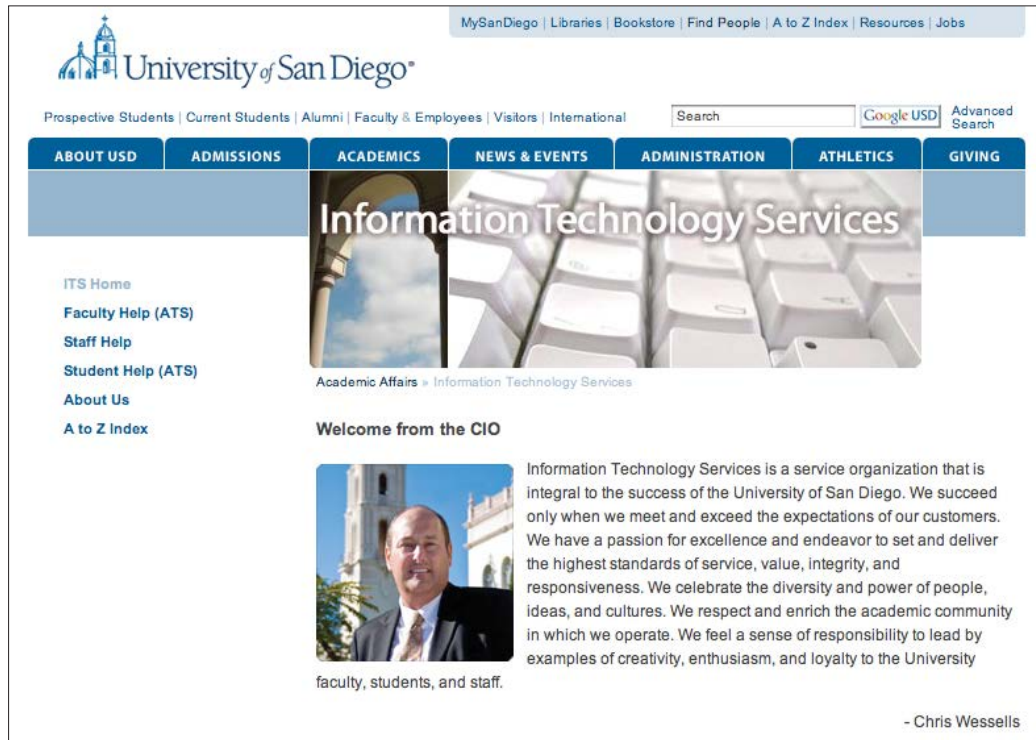 MySanDiego | Libraries | Bookstore | Find People | A to Z Index | Resources | Jobs
University of San Diego®
Prospective Students | Current Students | Alumni | Faculty & Employees | Visitors | International
Search
Google USD
Advanced
Search
ABOUT USD
ADMISSIONS
ACADEMICS
NEWS & EVENTS
ADMINISTRATION
ATHLETICS
GIVING
Information Technology Services
ITS Home
Faculty Help (ATS)
Staff Help
Student Help (ATS)
About Us
A to Z Index
Academic Affairs » Information Technology Services
Welcome from the CIO
Information Technology Services is a service organization that is
integral to the success of the University of San Diego. We succeed
only when we meet and exceed the expectations of our customers.
We have a passion for excellence and endeavor to set and deliver
the highest standards of service, value, integrity, and
responsiveness. We celebrate the diversity and power of people,
ideas, and cultures. We respect and enrich the academic community
in which we operate. We feel a sense of responsibility to lead by
examples of creativity, enthusiasm, and loyalty to the University
faculty, students, and staff.
- Chris Wessells